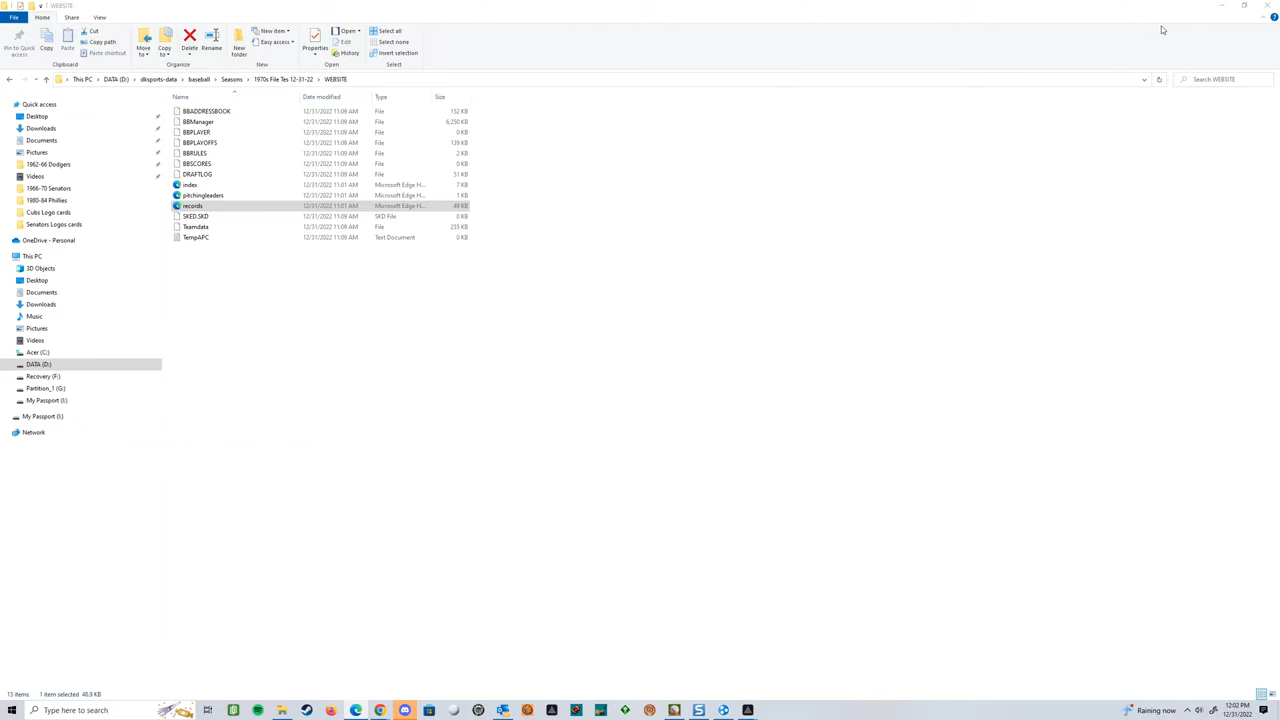 WEBSITE
File Home Share View
Pin to Quick access
Copy
Paste
Cut
Copy path
Paste shortcut
Clipboard
Move to
Copy to
Delete
Rename
Organize
New folder
New item
Easy access
New
Properties
Open
Edit
History
Open
Select all
Select none
Invert selection
Select
This PC > DATA (D:) > dksports-data > baseball > Seasons > 1970s File Tes 12-31-22 > WEBSITE
Search WEBSITE
Quick access
Desktop
Downloads
Documents
Pictures
1962-66 Dodgers
Videos
1966-70 Senators
1980-84 Phillies
Cubs Logo cards
Senators Logos cards
OneDrive - Personal
This PC
3D Objects
Desktop
Documents
Downloads
Music
Pictures
Videos
Acer (C:)
DATA (D:)
Recovery (F:)
Partition_1 (G:)
My Passport (I:)
My Passport (I:)
Network
Name Date modified Type Size
BBADDRESSBOOK 12/31/2022 11:09 AM File 152 KB
BBManager 12/31/2022 11:09 AM File 6,250 KB
BBPLAYER 12/31/2022 11:09 AM File 0 KB
BBPLAYOFFS 12/31/2022 11:09 AM File 139 KB
BBRULES 12/31/2022 11:09 AM File 2 KB
BBSCORES 12/31/2022 11:09 AM File 0 KB
DRAFTLOG 12/31/2022 11:09 AM File 51 KB
index 12/31/2022 11:01 AM Microsoft Edge H... 7 KB
pitchingleaders 12/31/2022 11:01 AM Microsoft Edge H... 1 KB
records 12/31/2022 11:01 AM Microsoft Edge H... 49 KB
SKED.SKD 12/31/2022 11:09 AM SKD File 0 KB
Teamdata 12/31/2022 11:09 AM File 235 KB
TempAPC 12/31/2022 11:09 AM Text Document 0 KB
13 items 1 item selected 48.9 KB
Type here to search
Raining now
12:02 PM
12/31/2022